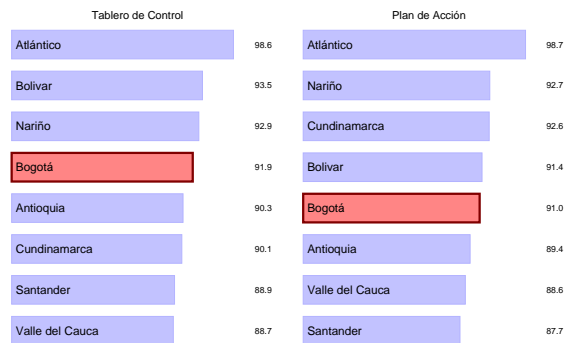 Tablero de Control
Atlántico 98.6
Bolivar 93.5
Nariño 92.9
Bogotá 91.9
Antioquia 90.3
Cundinamarca 90.1
Santander 88.9
Valle del Cauca 88.7
Plan de Acción
Atlántico 98.7
Nariño 92.7
Cundinamarca 92.6
Bolivar 91.4
Bogotá 91.0
Antioquia 89.4
Valle del Cauca 88.6
Santander 87.7